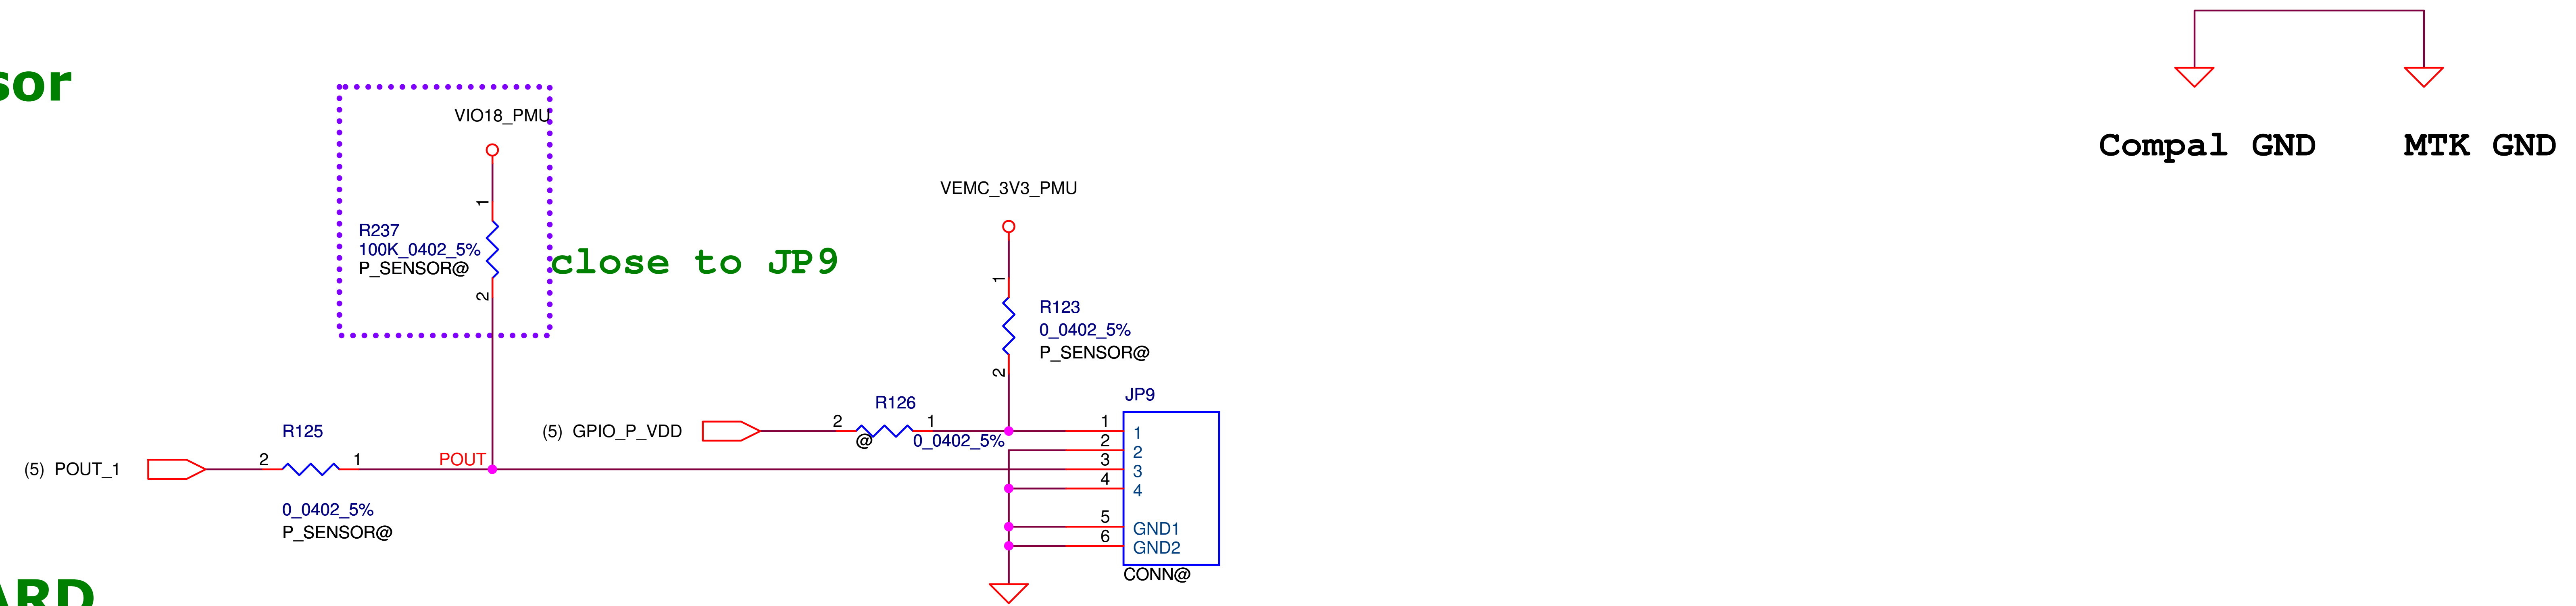 sor
VIO18_PMU
1
R237
100K_0402_5%
P_SENSOR@
2
close to JP9
VEMC_3V3_PMU
1
R123
0_0402_5%
P_SENSOR@
2
Compal GND
MTK GND
(5) POUT_1
2
R125
1
0_0402_5%
P_SENSOR@
POUT
(5) GPIO_P_VDD
2
R126
1
@
0_0402_5%
JP9
1
1
2
2
3
3
4
4
5
GND1
6
GND2
CONN@
ARD